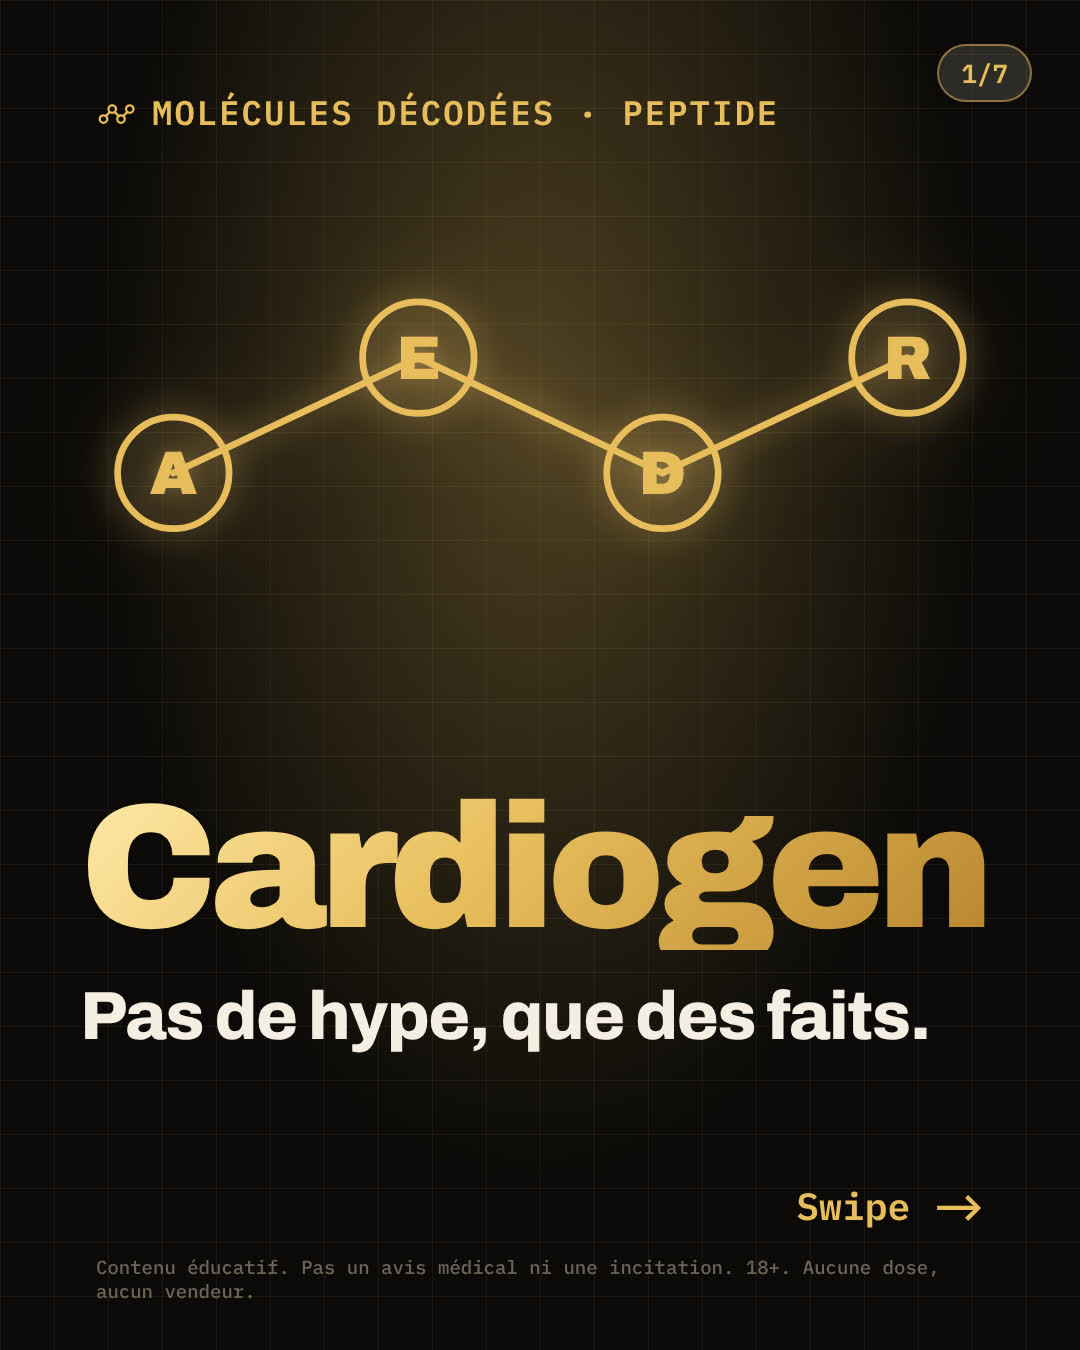 1/7
MOLÉCULES DÉCODÉES · PEPTIDE
A E D R
Cardiogen
Pas de hype, que des faits.
Swipe →
Contenu éducatif. Pas un avis médical ni une incitation. 18+. Aucune dose,
aucun vendeur.